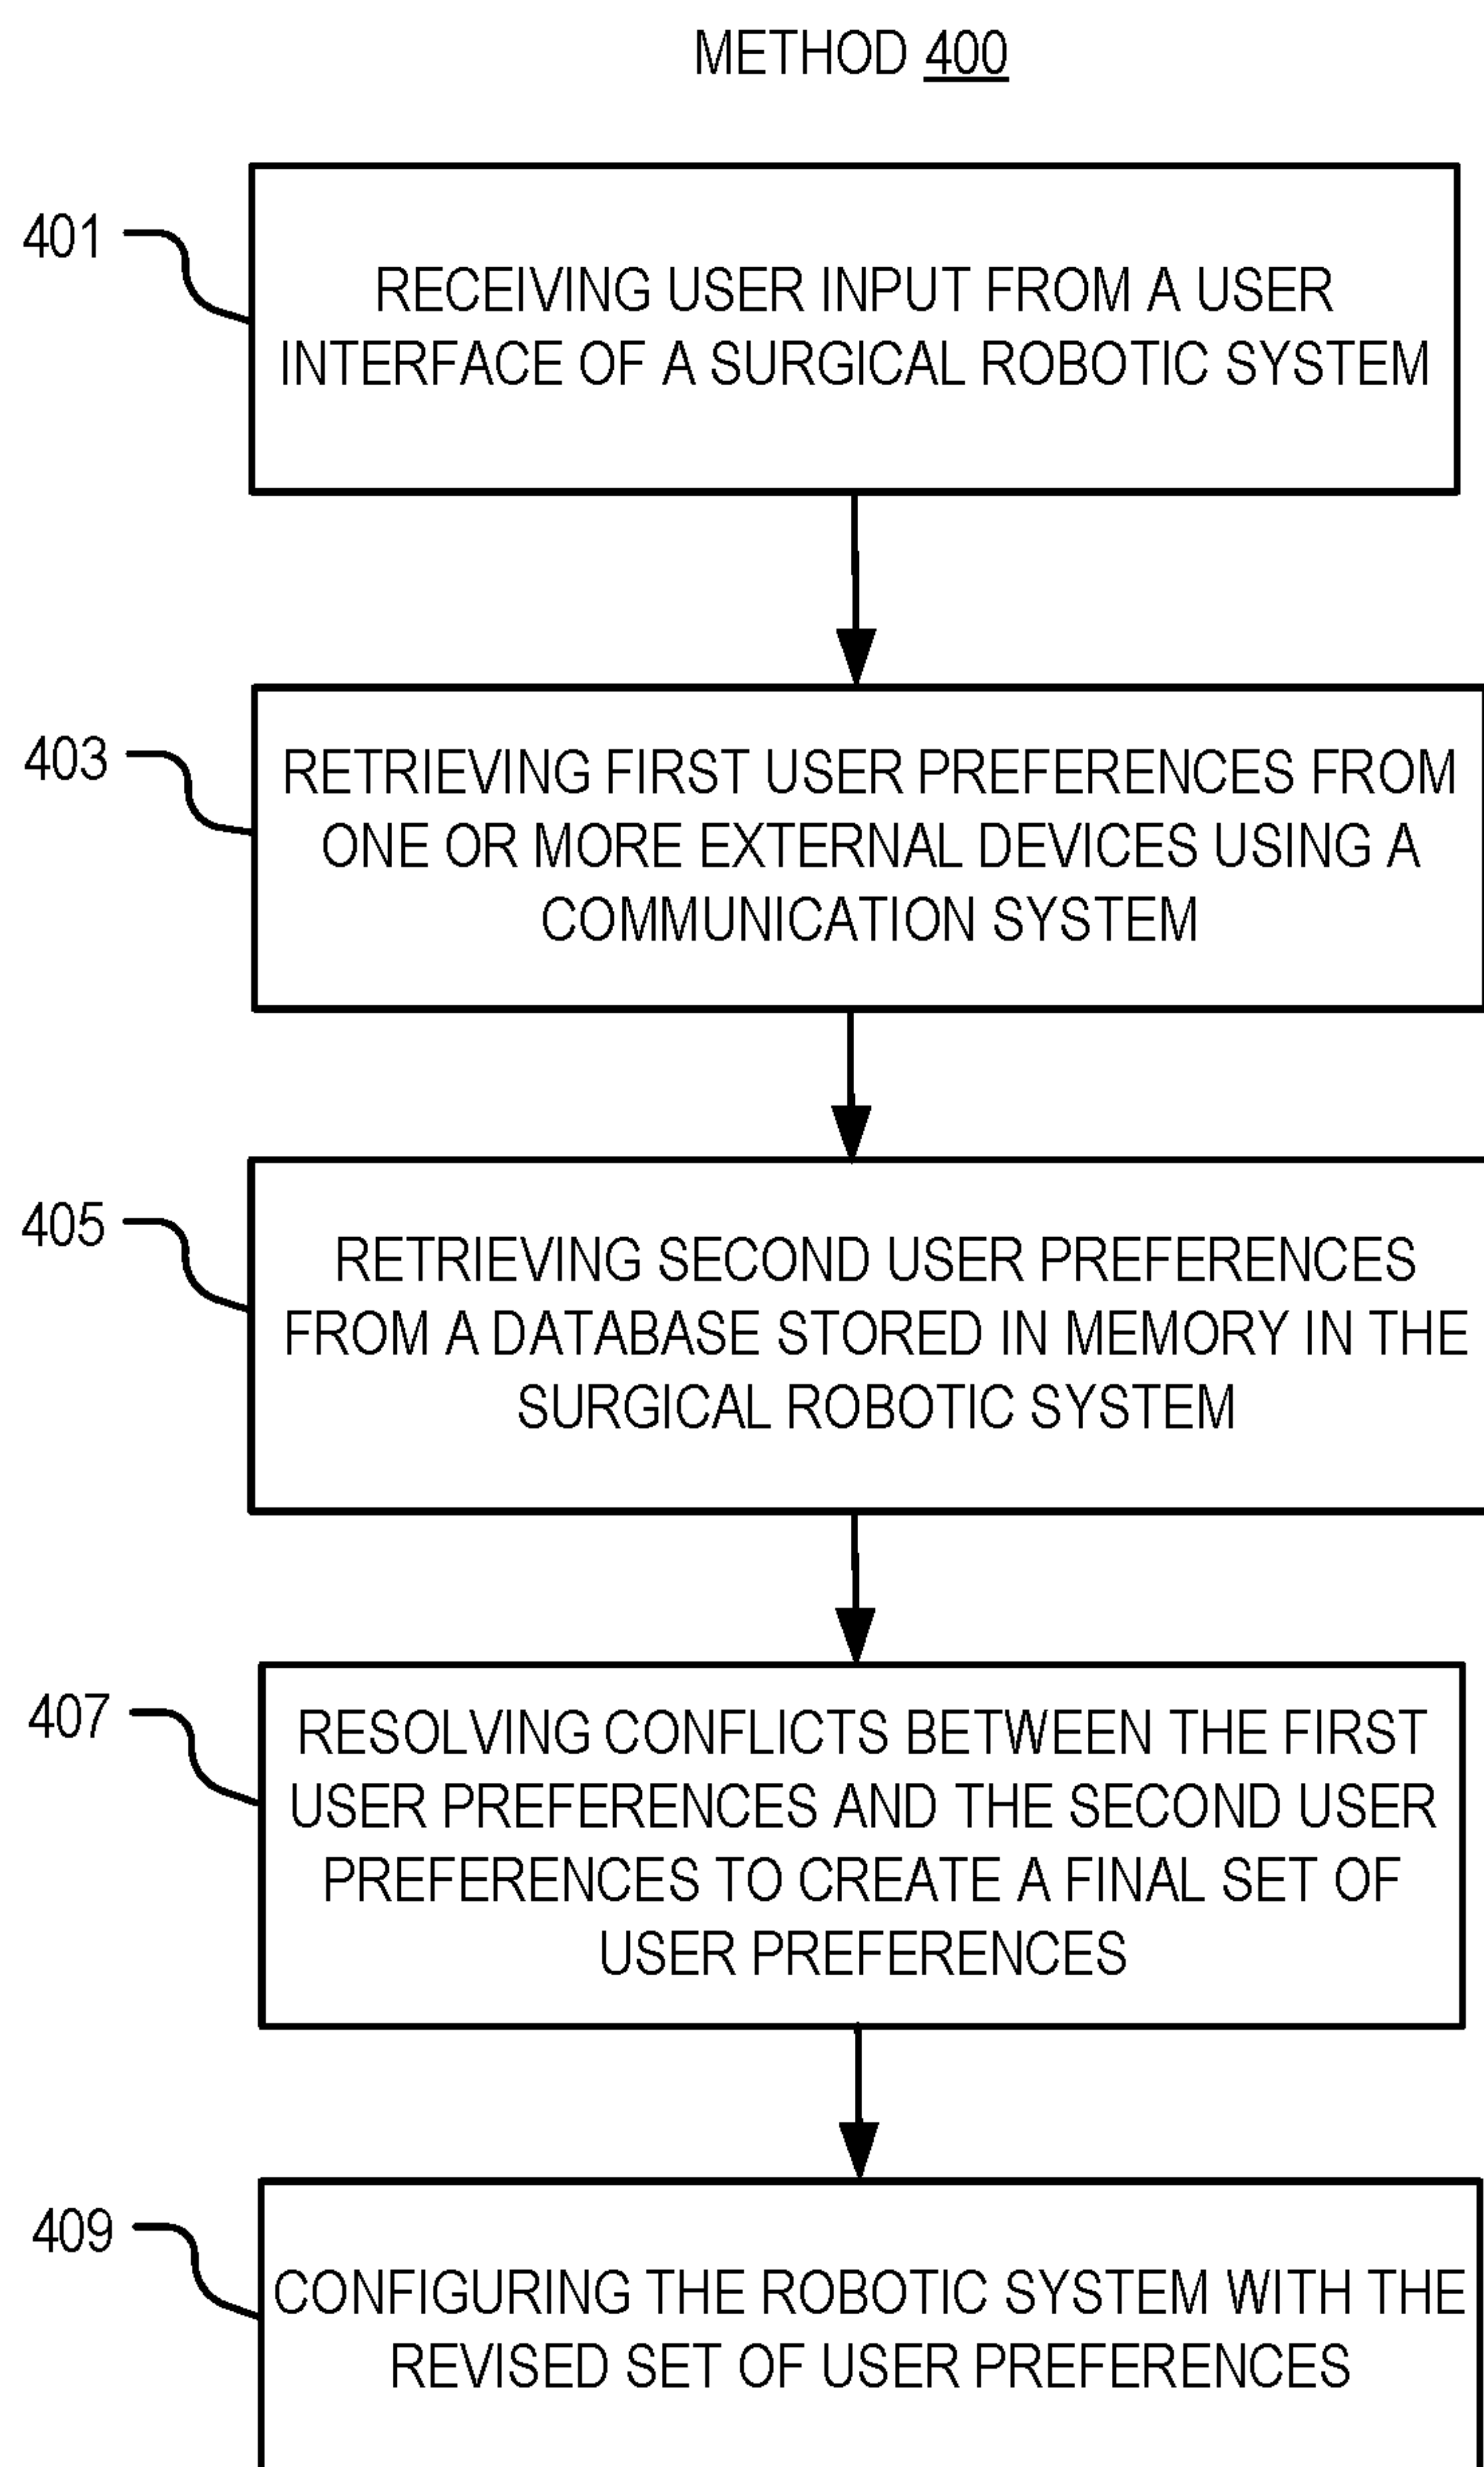 METHOD 400
401
RECEIVING USER INPUT FROM A USER
INTERFACE OF A SURGICAL ROBOTIC SYSTEM
403
RETRIEVING FIRST USER PREFERENCES FROM
ONE OR MORE EXTERNAL DEVICES USING A
COMMUNICATION SYSTEM
405
RETRIEVING SECOND USER PREFERENCES
FROM A DATABASE STORED IN MEMORY IN THE
SURGICAL ROBOTIC SYSTEM
407
RESOLVING CONFLICTS BETWEEN THE FIRST
USER PREFERENCES AND THE SECOND USER
PREFERENCES TO CREATE A FINAL SET OF
USER PREFERENCES
409
CONFIGURING THE ROBOTIC SYSTEM WITH THE
REVISED SET OF USER PREFERENCES